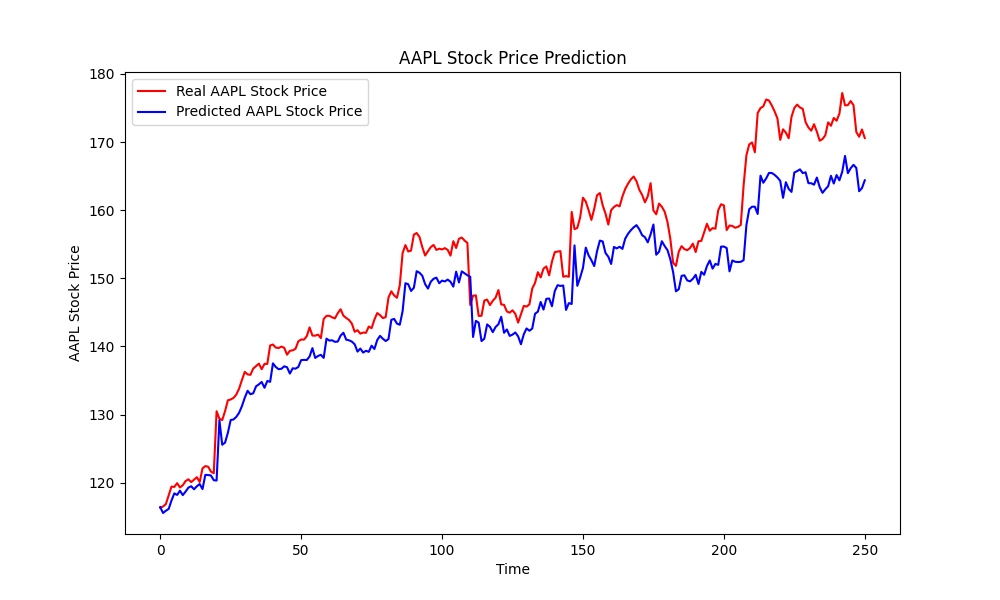 AAPL Stock Price Prediction
Real AAPL Stock Price
Predicted AAPL Stock Price
AAPL Stock Price
180
170
160
150
140
130
120
0 50 100 150 200 250
Time